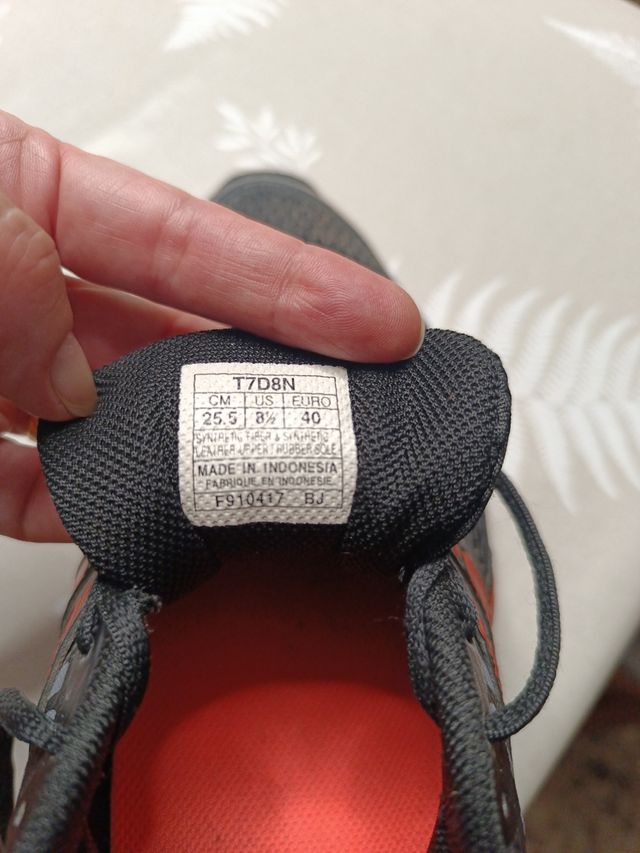 T7D8N
CM US EURO
25.5 8½ 40
SYNTHETIC FIBER & SYNTHETIC
LEATHER UPPER / RUBBER SOLE
MADE IN INDONESIA
FABRIQUE EN INDONESIE
F910417 BJ